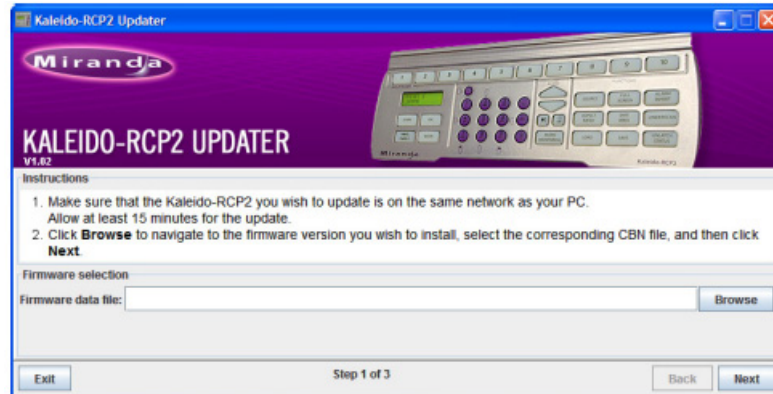 Kaleido-RCP2 Updater
Miranda
KALEIDO-RCP2 UPDATER
V1.02
Instructions
1. Make sure that the Kaleido-RCP2 you wish to update is on the same network as your PC.
Allow at least 15 minutes for the update.
2. Click Browse to navigate to the firmware version you wish to install, select the corresponding CBN file, and then click
Next.
Firmware selection
Firmware data file:
Browse
Exit
Step 1 of 3
Back
Next